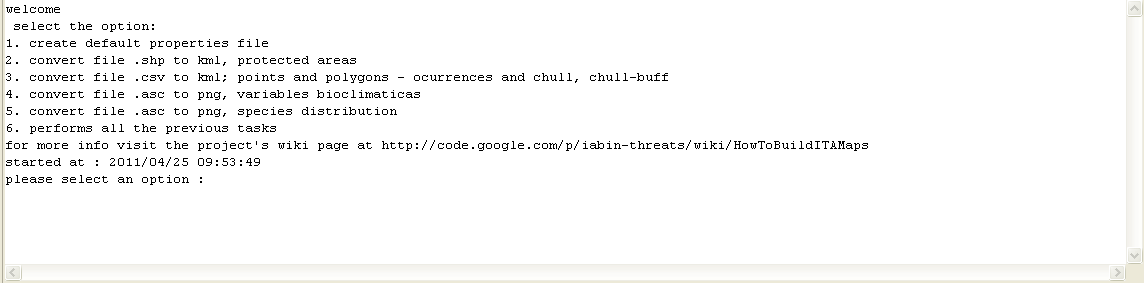 welcome
select the option:
1. create default properties file
2. convert file .shp to kml, protected areas
3. convert file .csv to kml; points and polygons - ocurrences and chull, chull-buff
4. convert file .asc to png, variables bioclimaticas
5. convert file .asc to png, species distribution
6. performs all the previous tasks
for more info visit the project's wiki page at http://code.google.com/p/iabin-threats/wiki/HowToBuildITAMaps
started at : 2011/04/25 09:53:49
please select an option :